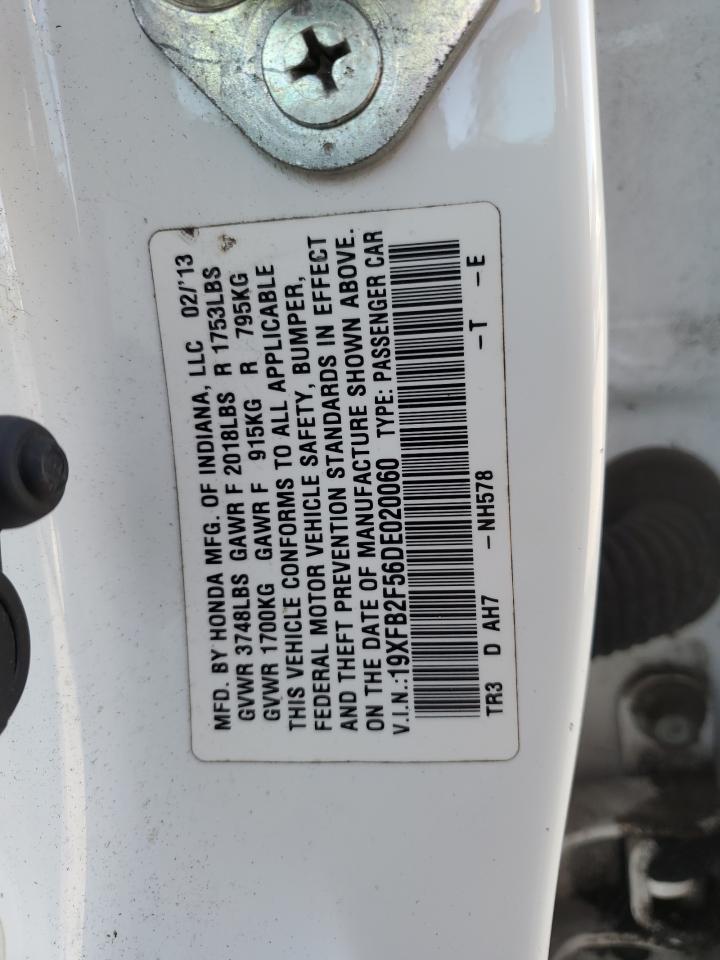 MFD. BY HONDA MFG. OF INDIANA, LLC 02/'13
GVWR 3748LBS GAWR F 2018LBS R 1753LBS
GVWR 1700KG GAWR F 915KG R 795KG
THIS VEHICLE CONFORMS TO ALL APPLICABLE
FEDERAL MOTOR VEHICLE SAFETY, BUMPER,
AND THEFT PREVENTION STANDARDS IN EFFECT
ON THE DATE OF MANUFACTURE SHOWN ABOVE.
V.I.N.:19XFB2F56DE020060 TYPE: PASSENGER CAR
TR3 D AH7 -NH578 -T -E